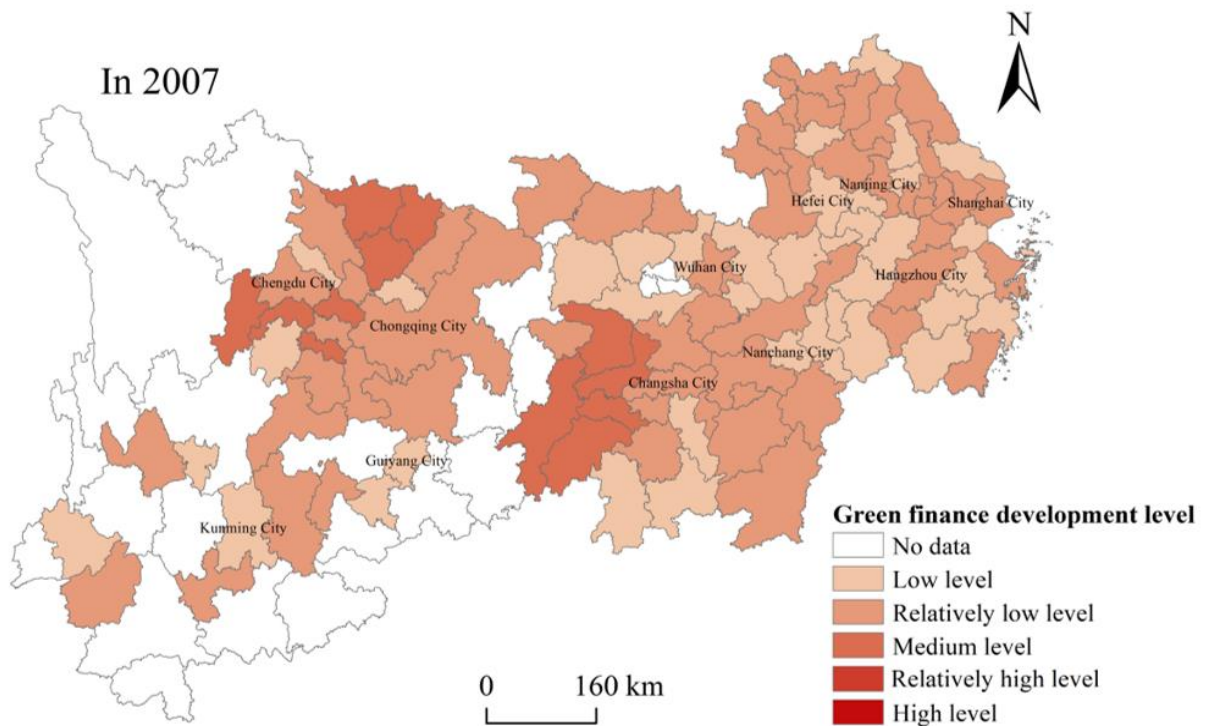 N
In 2007
Nanjing City
Hefei City
Shanghai City
Wuhan City
Hangzhou City
Chengdu City
Chongqing City
Nanchang City
Changsha City
Guiyang City
Kunming City
Green finance development level
No data
Low level
Relatively low level
Medium level
Relatively high level
High level
0 160 km